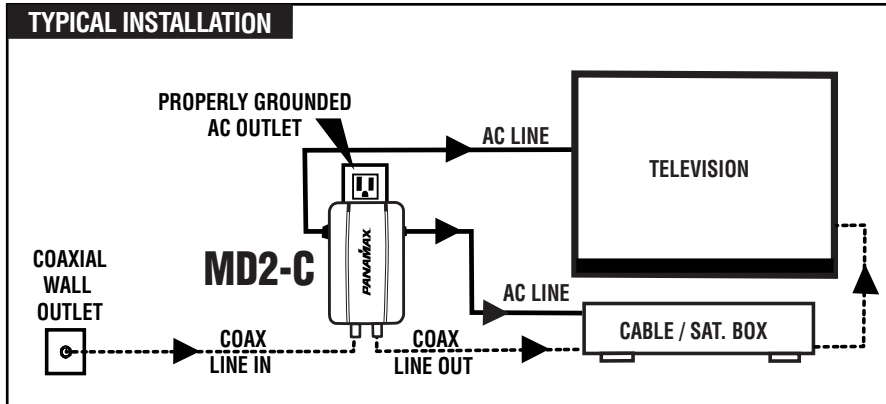 TYPICAL INSTALLATION
PROPERLY GROUNDED
AC OUTLET
AC LINE
TELEVISION
PANAMAX
MD2-C
COAXIAL
WALL
OUTLET
AC LINE
CABLE / SAT. BOX
COAX
LINE IN
COAX
LINE OUT